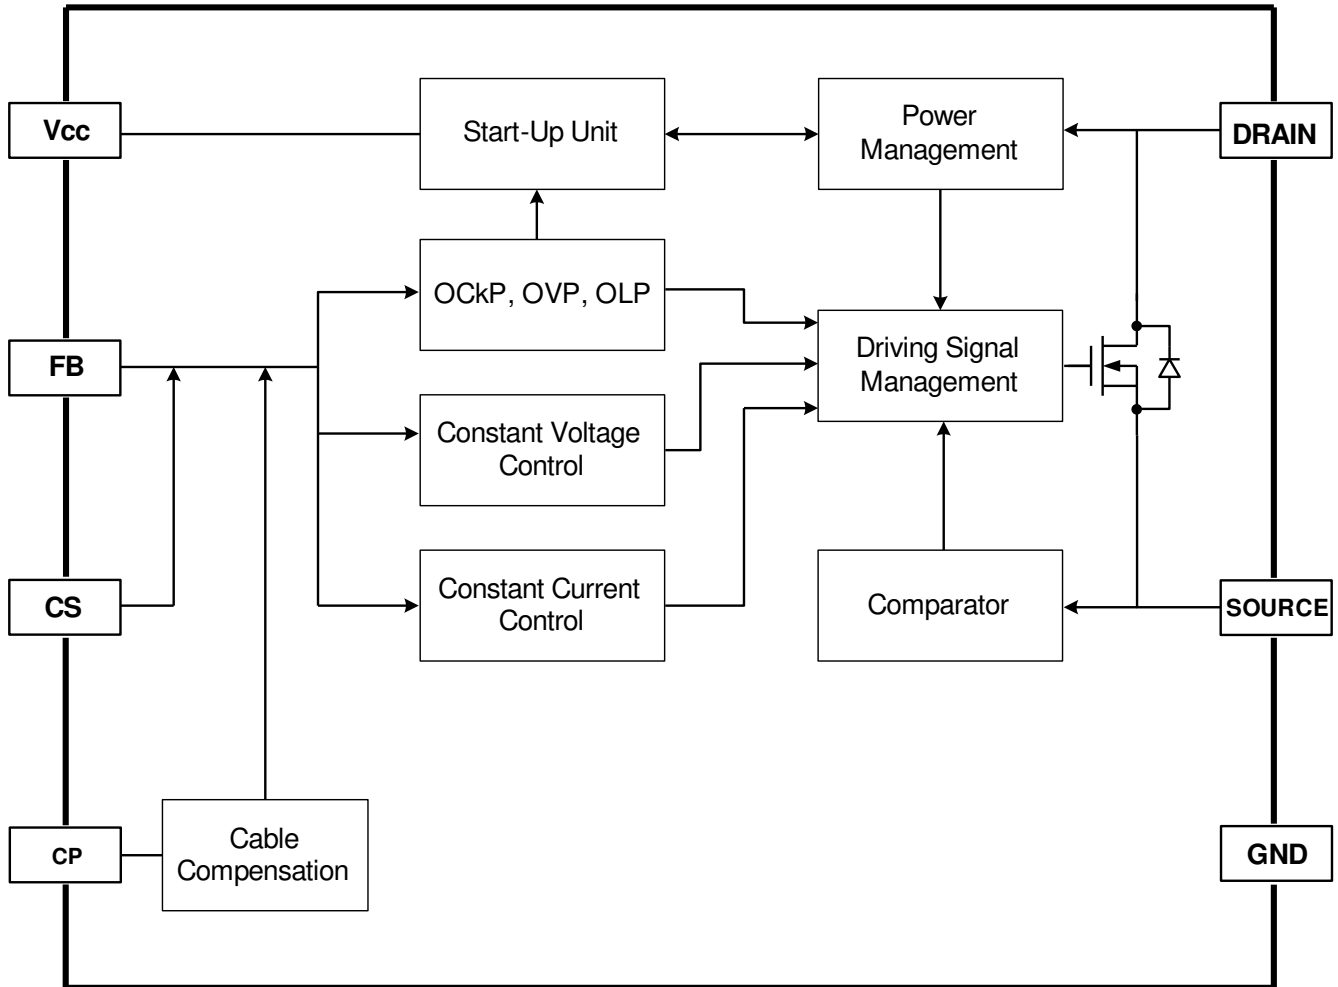 Vcc
Start-Up Unit
Power
Management
DRAIN
OCkP, OVP, OLP
FB
Driving Signal
Management
Constant Voltage
Control
CS
Constant Current
Control
Comparator
SOURCE
CP
Cable
Compensation
GND